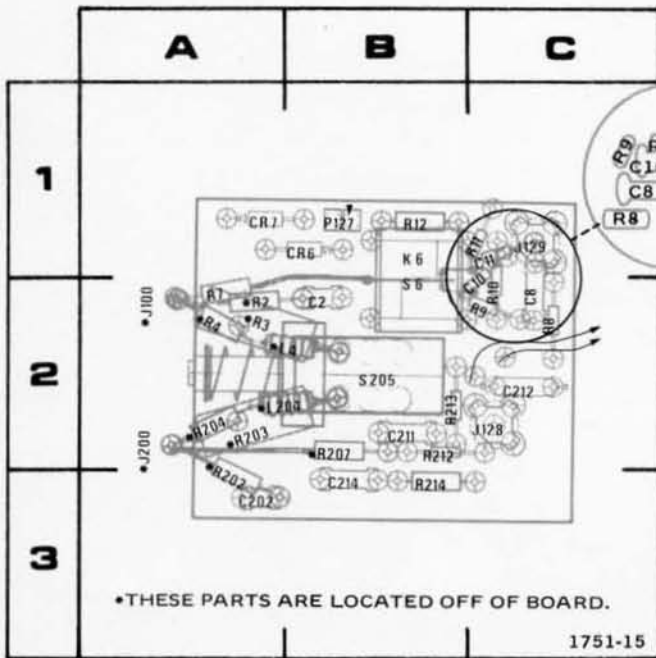 A B C
1
R9
C8
R8
CR7 P127 R12
R11 C11 J129
CR6 K6
S6 C10 R10 C8
R7 R2 C2 R9
•J100 R4 R3 R8
L4
2
S205
C212
L204 R213
R204 C211 J128
R203
•J200 R207 R212
R202 C214 R214
C202
3
•THESE PARTS ARE LOCATED OFF OF BOARD.
1751-15